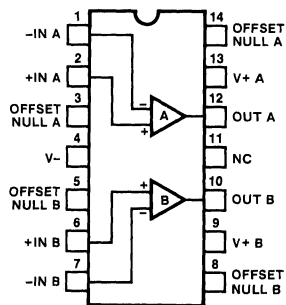 1
−IN A
2
+IN A
3
OFFSET
NULL A
4
V−
5
OFFSET
NULL B
6
+IN B
7
−IN B
−
A
+
+
B
−
14
OFFSET
NULL A
13
V+ A
12
OUT A
11
NC
10
OUT B
9
V+ B
8
OFFSET
NULL B